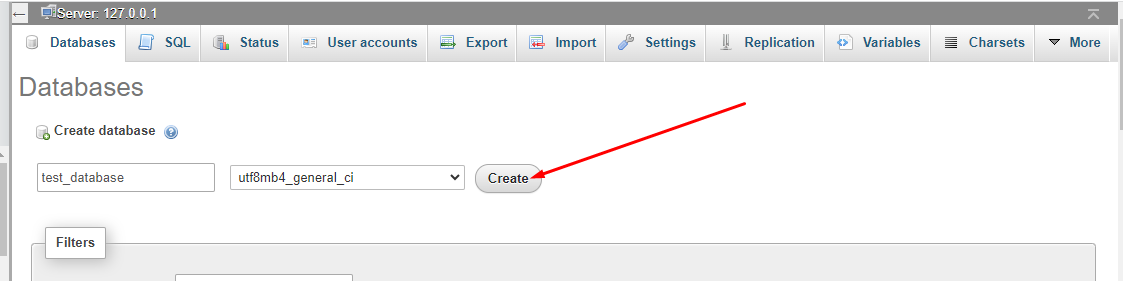 Server: 127.0.0.1
Databases SQL Status User accounts Export Import Settings Replication Variables Charsets More
Databases
Create database
test_database utf8mb4_general_ci Create
Filters